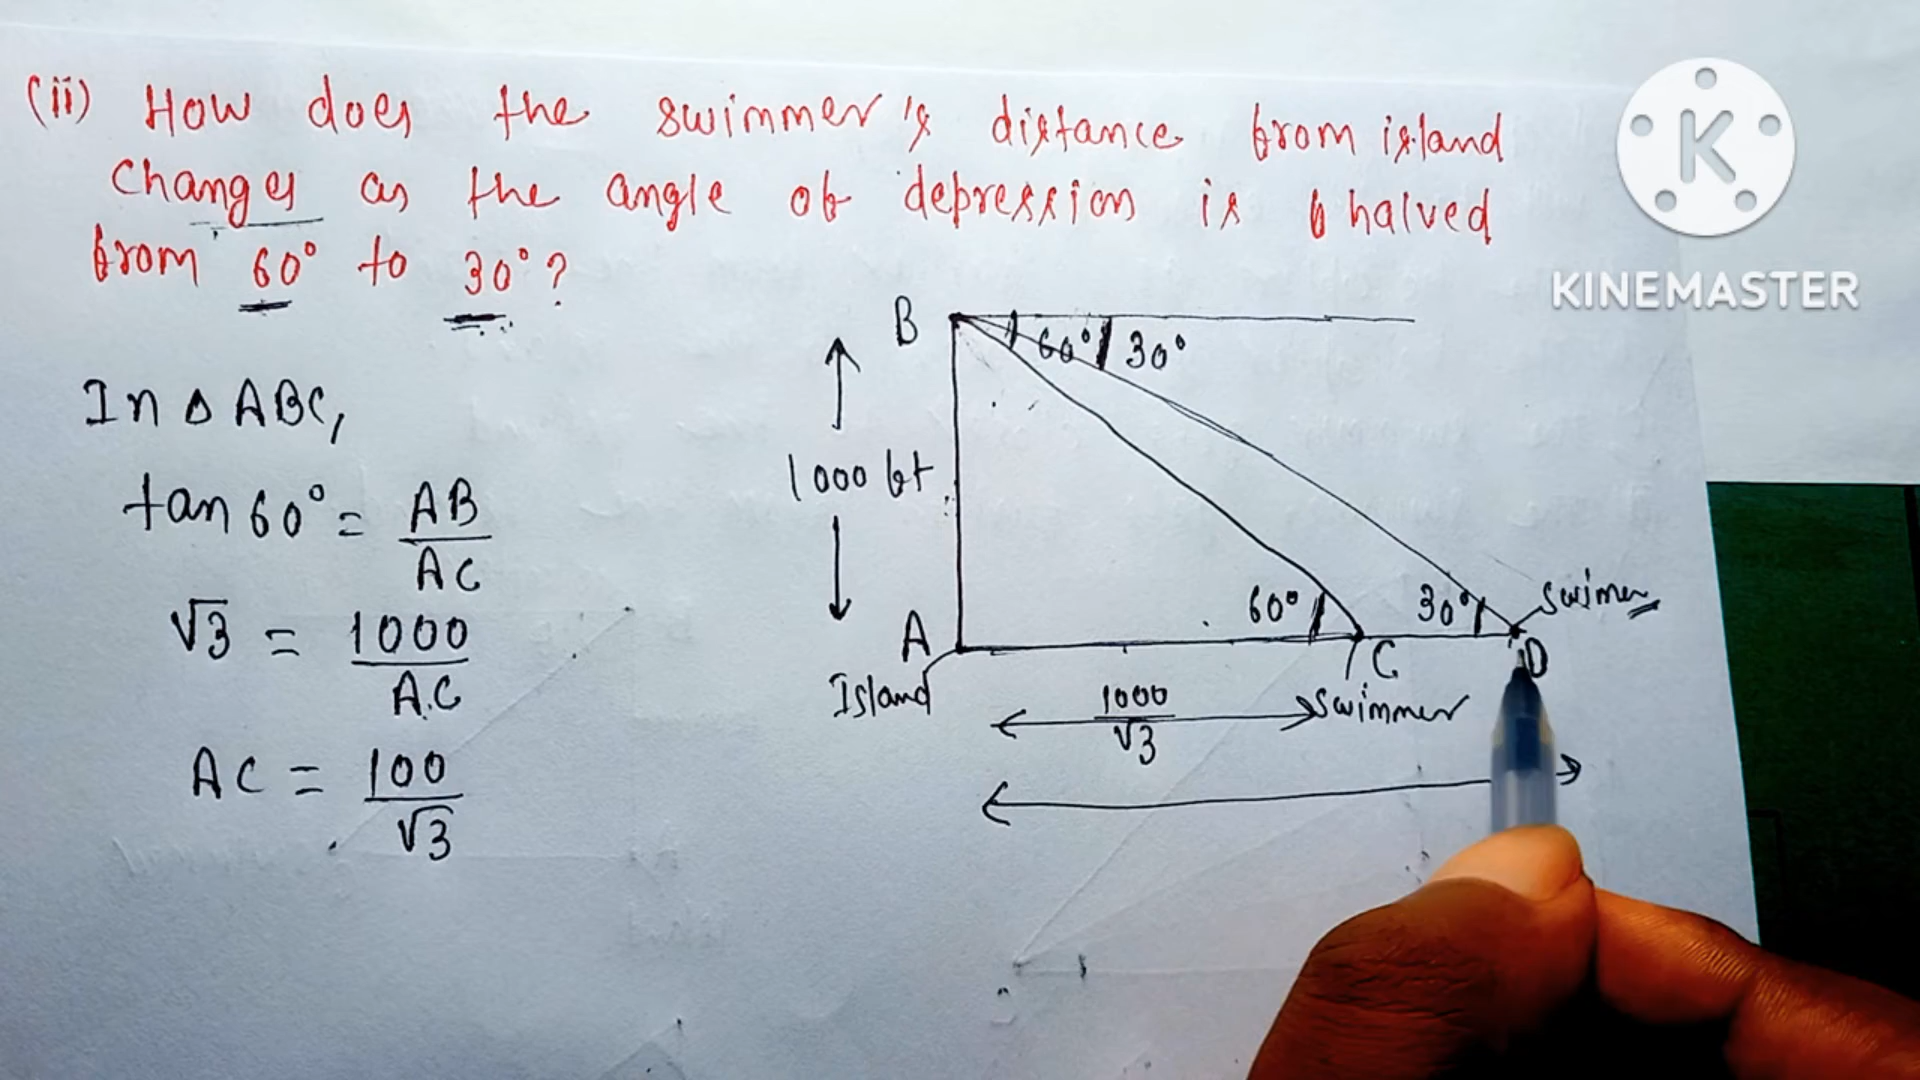 (ii) How does the swimmer's distance from island
changes as the angle of depression is halved
from 60° to 30°?
In △ ABC,
tan 60° = AB/AC
√3 = 1000/AC
AC = 100/√3
B
60° 30°
1000 ft
60° 30°
swimer
A C D
Island
1000/√3
swimmer
K
KINEMASTER